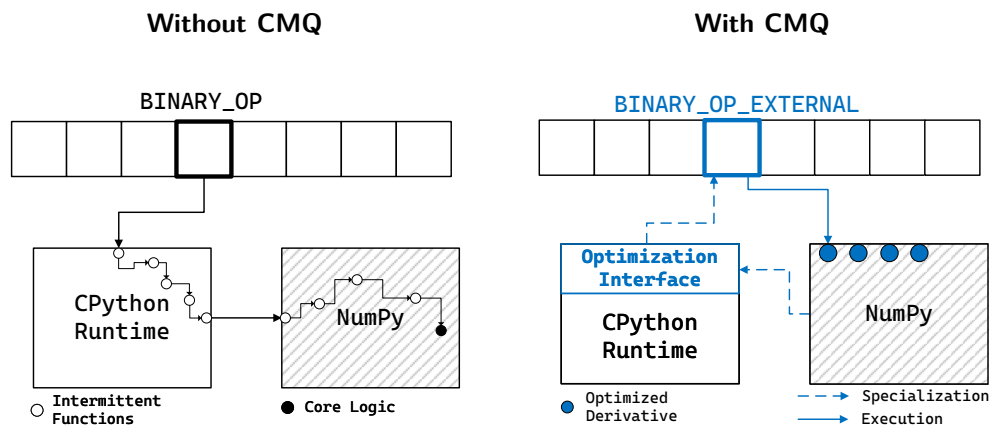 Without CMQ
With CMQ
BINARY_OP
BINARY_OP_EXTERNAL
CPython
Runtime
NumPy
Optimization
Interface
CPython
Runtime
NumPy
Intermittent
Functions
Core Logic
Optimized
Derivative
Specialization
Execution